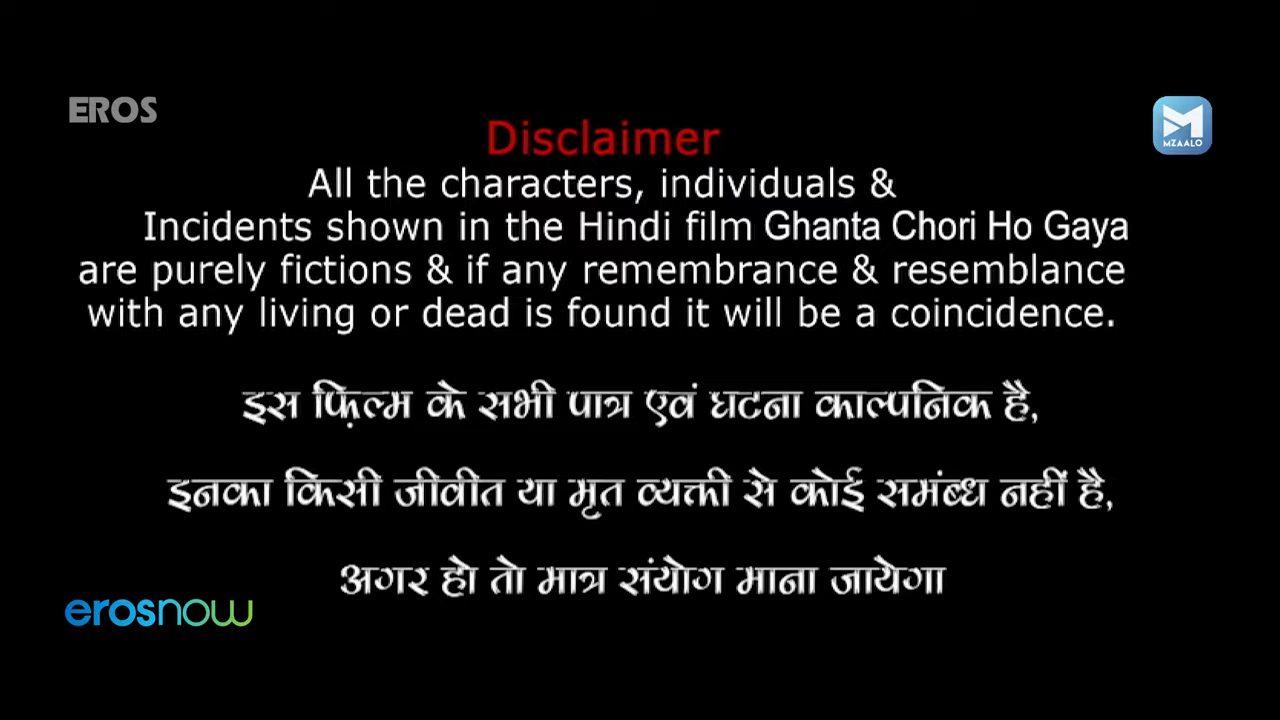 EROS
MZAALO
Disclaimer
All the characters, individuals &
Incidents shown in the Hindi film Ghanta Chori Ho Gaya
are purely fictions & if any remembrance & resemblance
with any living or dead is found it will be a coincidence.
इस फ़िल्म के सभी पात्र एवं घटना काल्पनिक है,
इनका किसी जीवीत या मृत व्यक्ती से कोई समंब्ध नहीं है,
अगर हो तो मात्र संयोग माना जायेगा
erosnow